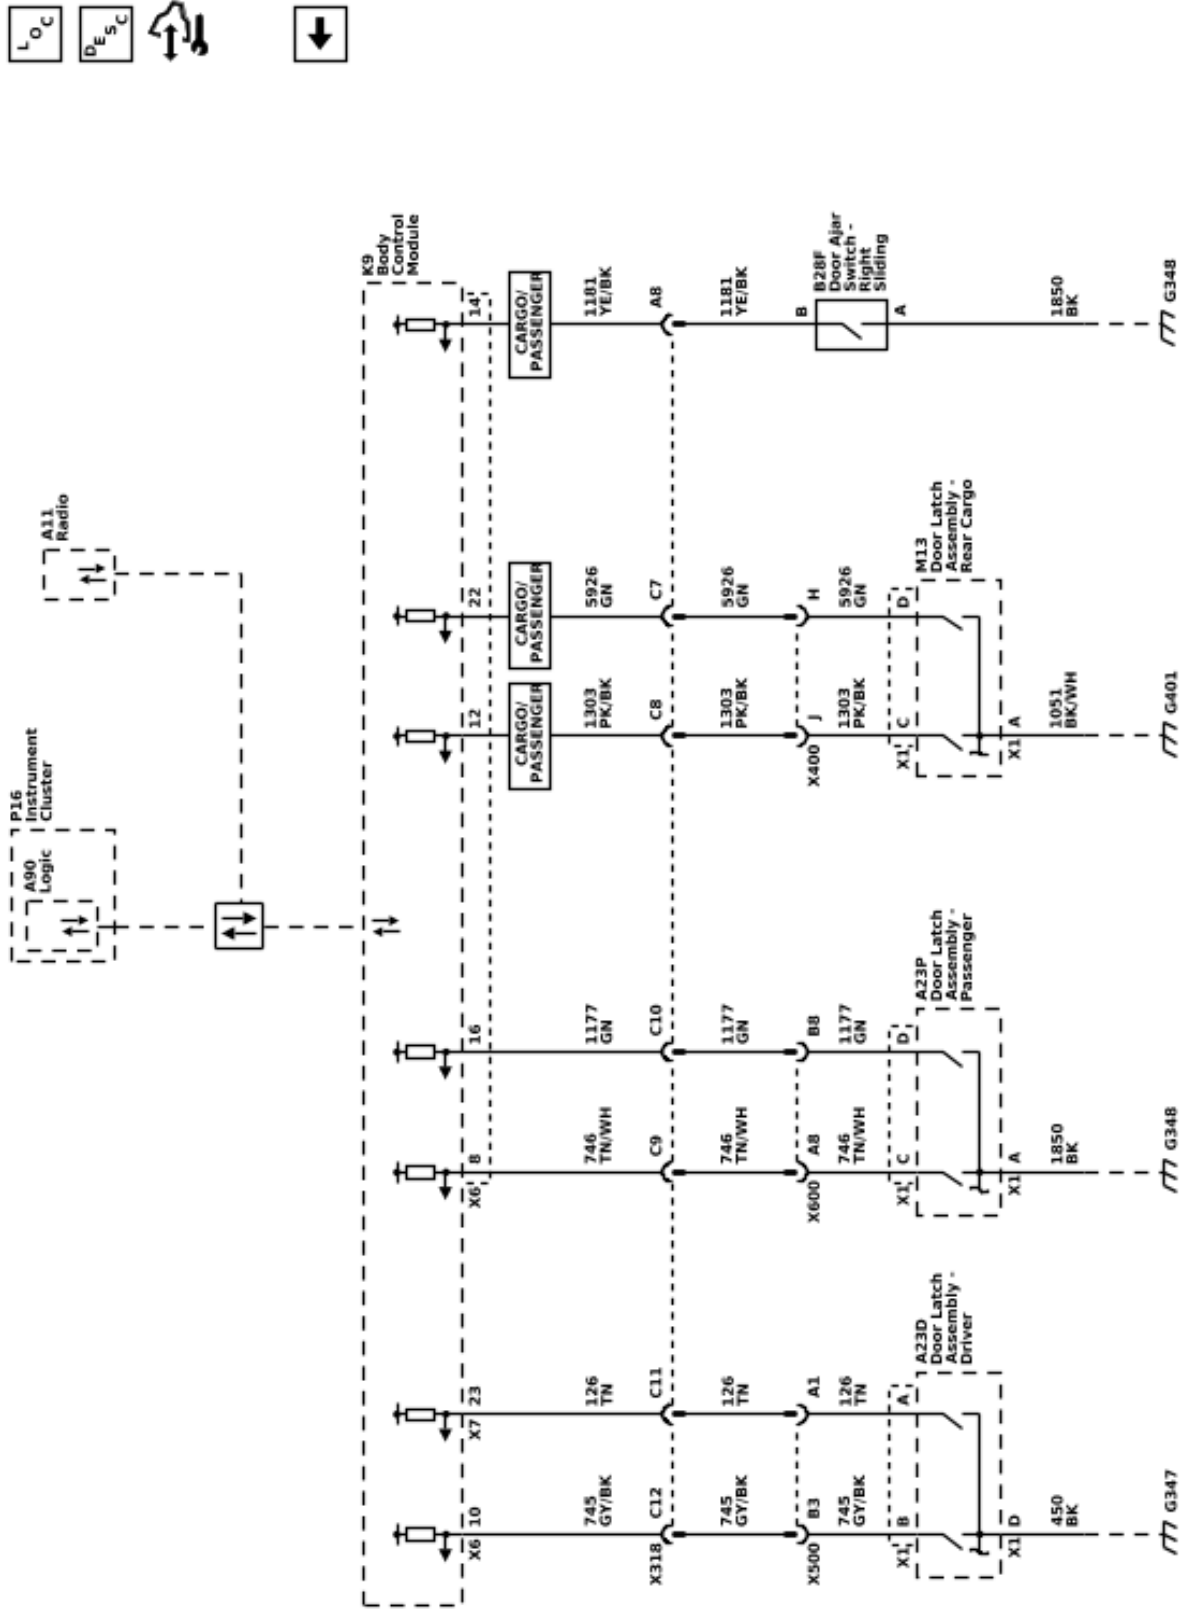 LOC
DESC
P16
Instrument
Cluster
A90
Logic
A11
Radio
K9
Body
Control
Module
X6
10
X7
23
X6
8
16
12
22
14
CARGO/
PASSENGER
CARGO/
PASSENGER
CARGO/
PASSENGER
745
GY/BK
126
TN
746
TN/WH
1177
GN
1303
PK/BK
5926
GN
1181
YE/BK
X318
C12
C11
C9
C10
C8
C7
A8
745
GY/BK
126
TN
746
TN/WH
1177
GN
1303
PK/BK
5926
GN
1181
YE/BK
X500
B3
A1
X600
A8
B8
X400
J
H
B
B28F
Door Ajar
Switch -
Right
Sliding
A
745
GY/BK
126
TN
746
TN/WH
1177
GN
1303
PK/BK
5926
GN
X1
B
A
X1
C
D
X1
C
D
A23D
Door Latch
Assembly -
Driver
A23P
Door Latch
Assembly -
Passenger
M13
Door Latch
Assembly -
Rear Cargo
X1
D
X1
A
X1
A
450
BK
1850
BK
1051
BK/WH
1850
BK
G347
G348
G401
G348